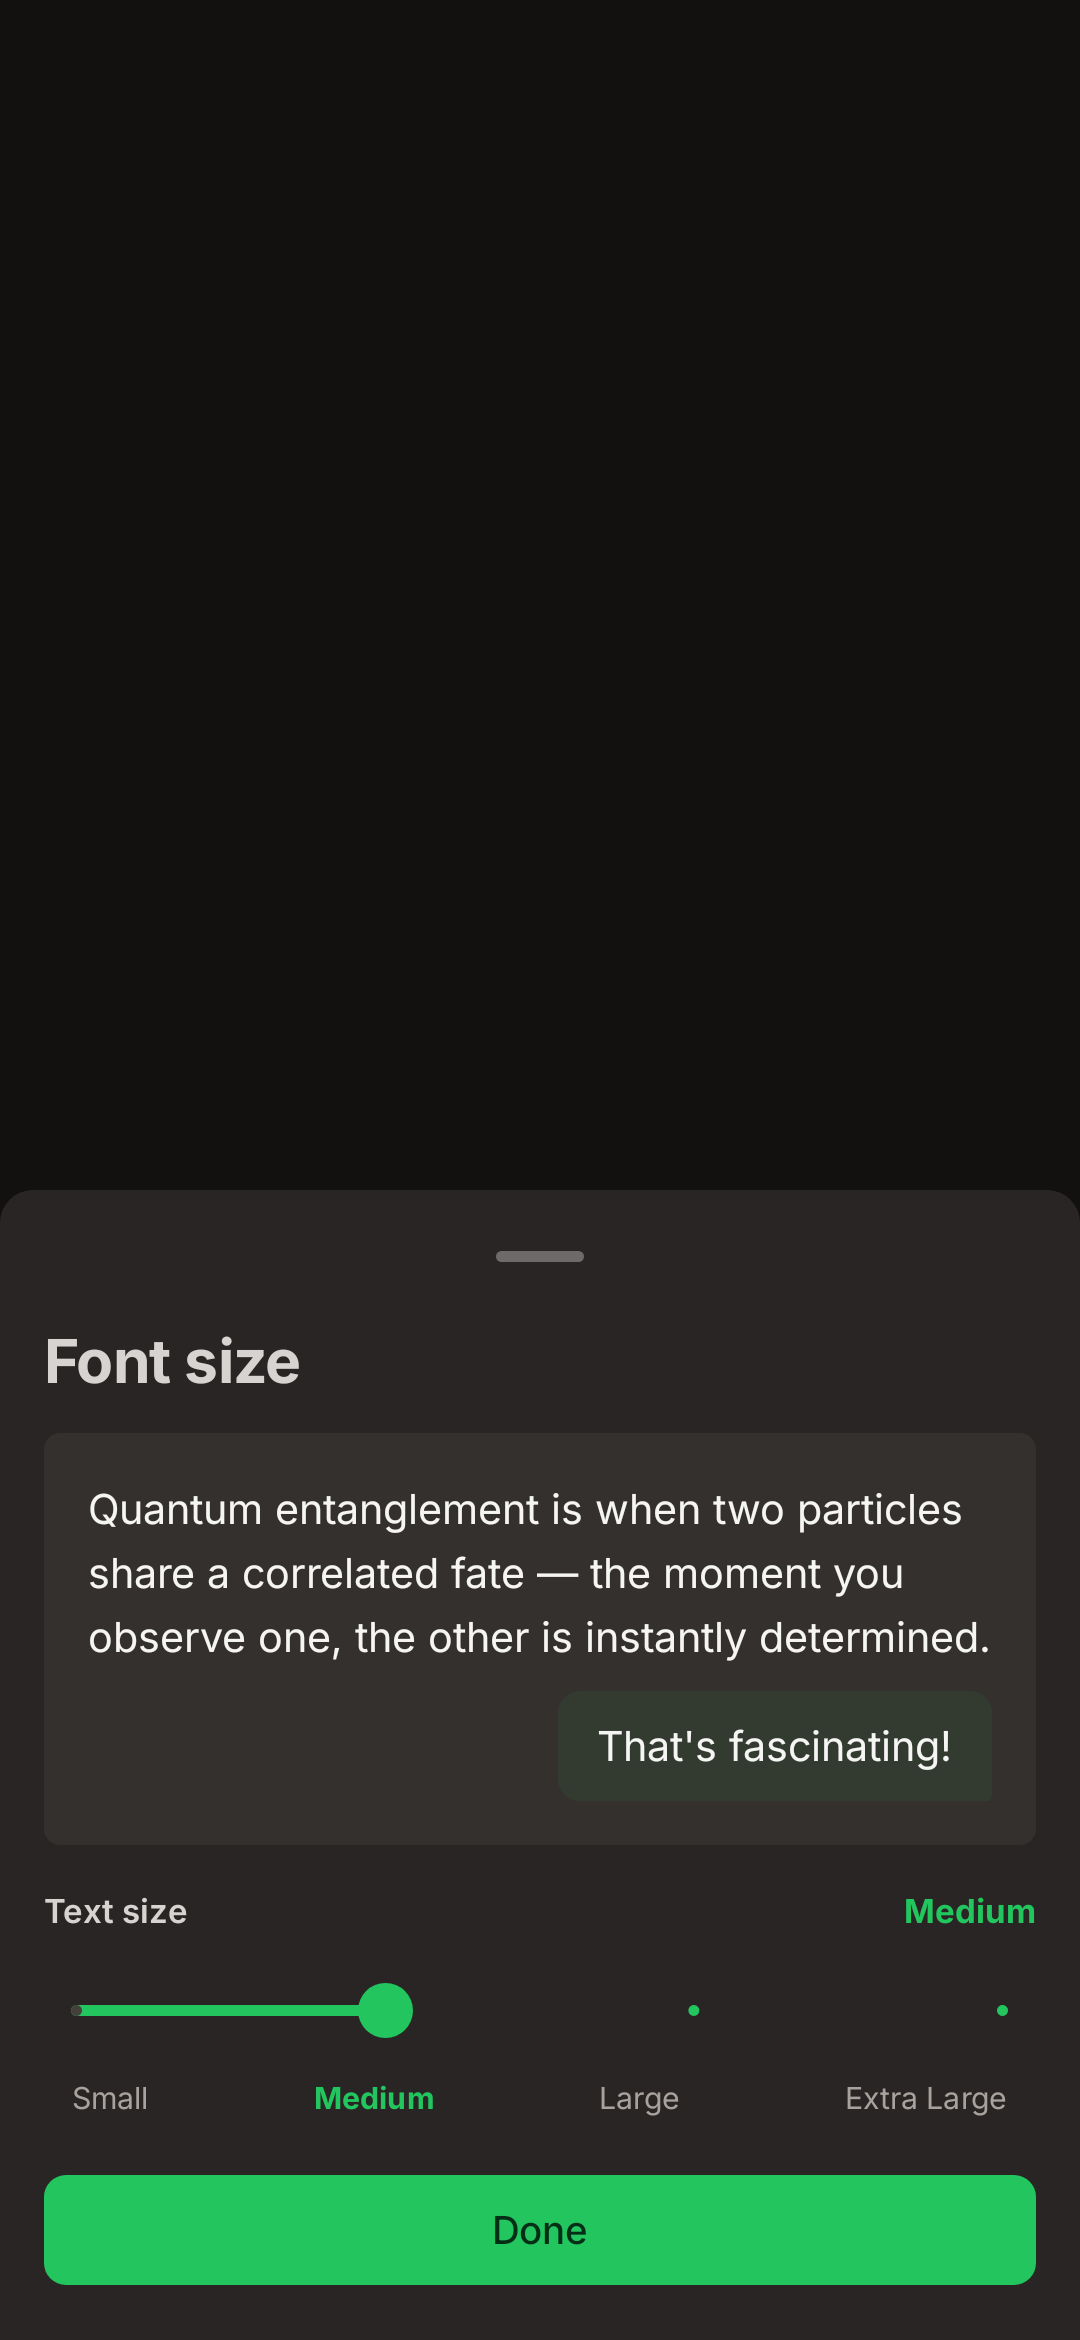 Font size
Quantum entanglement is when two particles
share a correlated fate — the moment you
observe one, the other is instantly determined.
That's fascinating!
Text size
Medium
Small
Medium
Large
Extra Large
Done